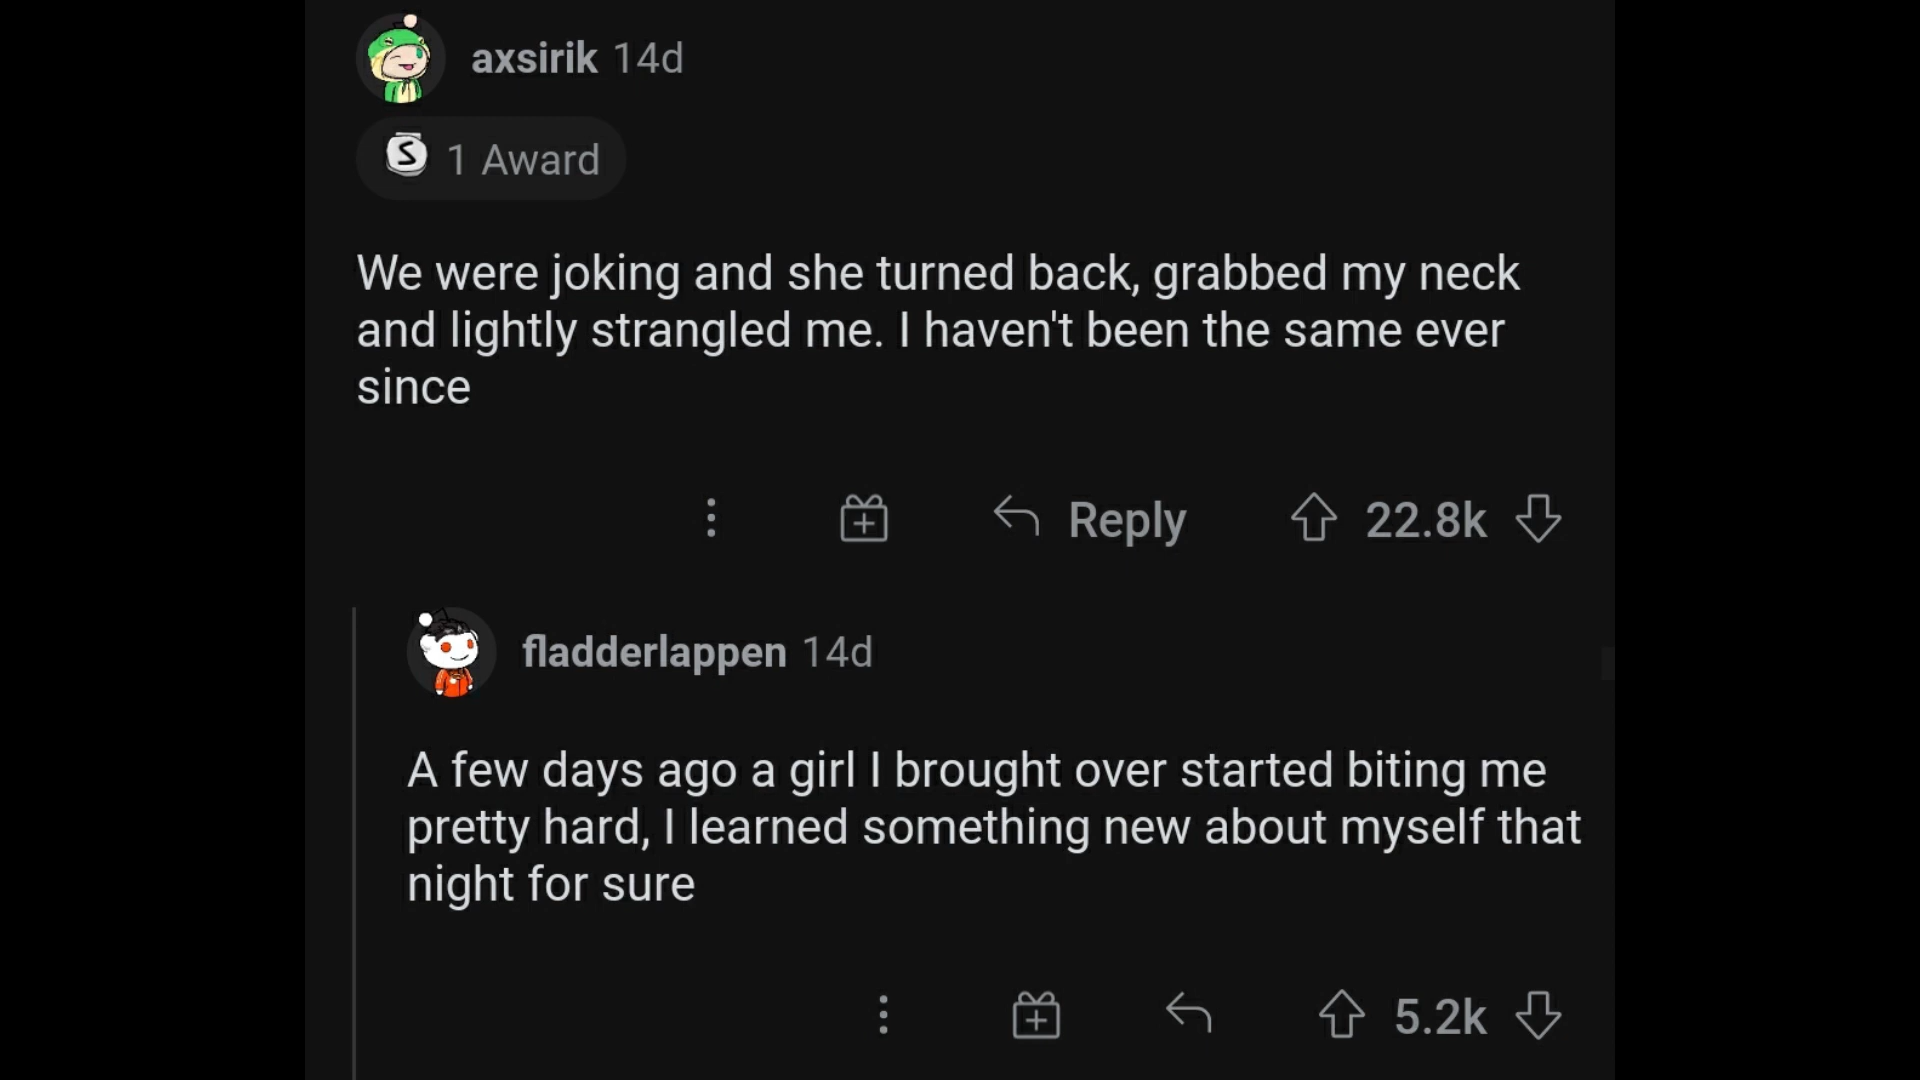 axsirik 14d
S 1 Award
We were joking and she turned back, grabbed my neck
and lightly strangled me. I haven't been the same ever
since
Reply 22.8k
fladderlappen 14d
A few days ago a girl I brought over started biting me
pretty hard, I learned something new about myself that
night for sure
5.2k